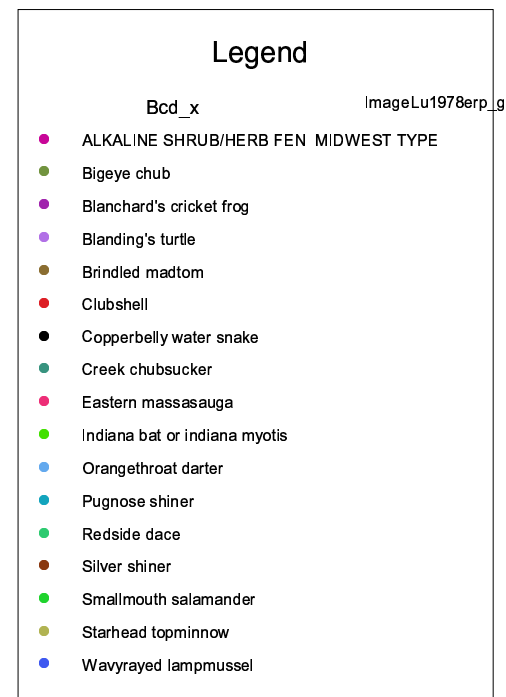 Legend
Bcd_x
ImageLu1978erp_g
ALKALINE SHRUB/HERB FEN MIDWEST TYPE
Bigeye chub
Blanchard's cricket frog
Blanding's turtle
Brindled madtom
Clubshell
Copperbelly water snake
Creek chubsucker
Eastern massasauga
Indiana bat or indiana myotis
Orangethroat darter
Pugnose shiner
Redside dace
Silver shiner
Smallmouth salamander
Starhead topminnow
Wavyrayed lampmussel